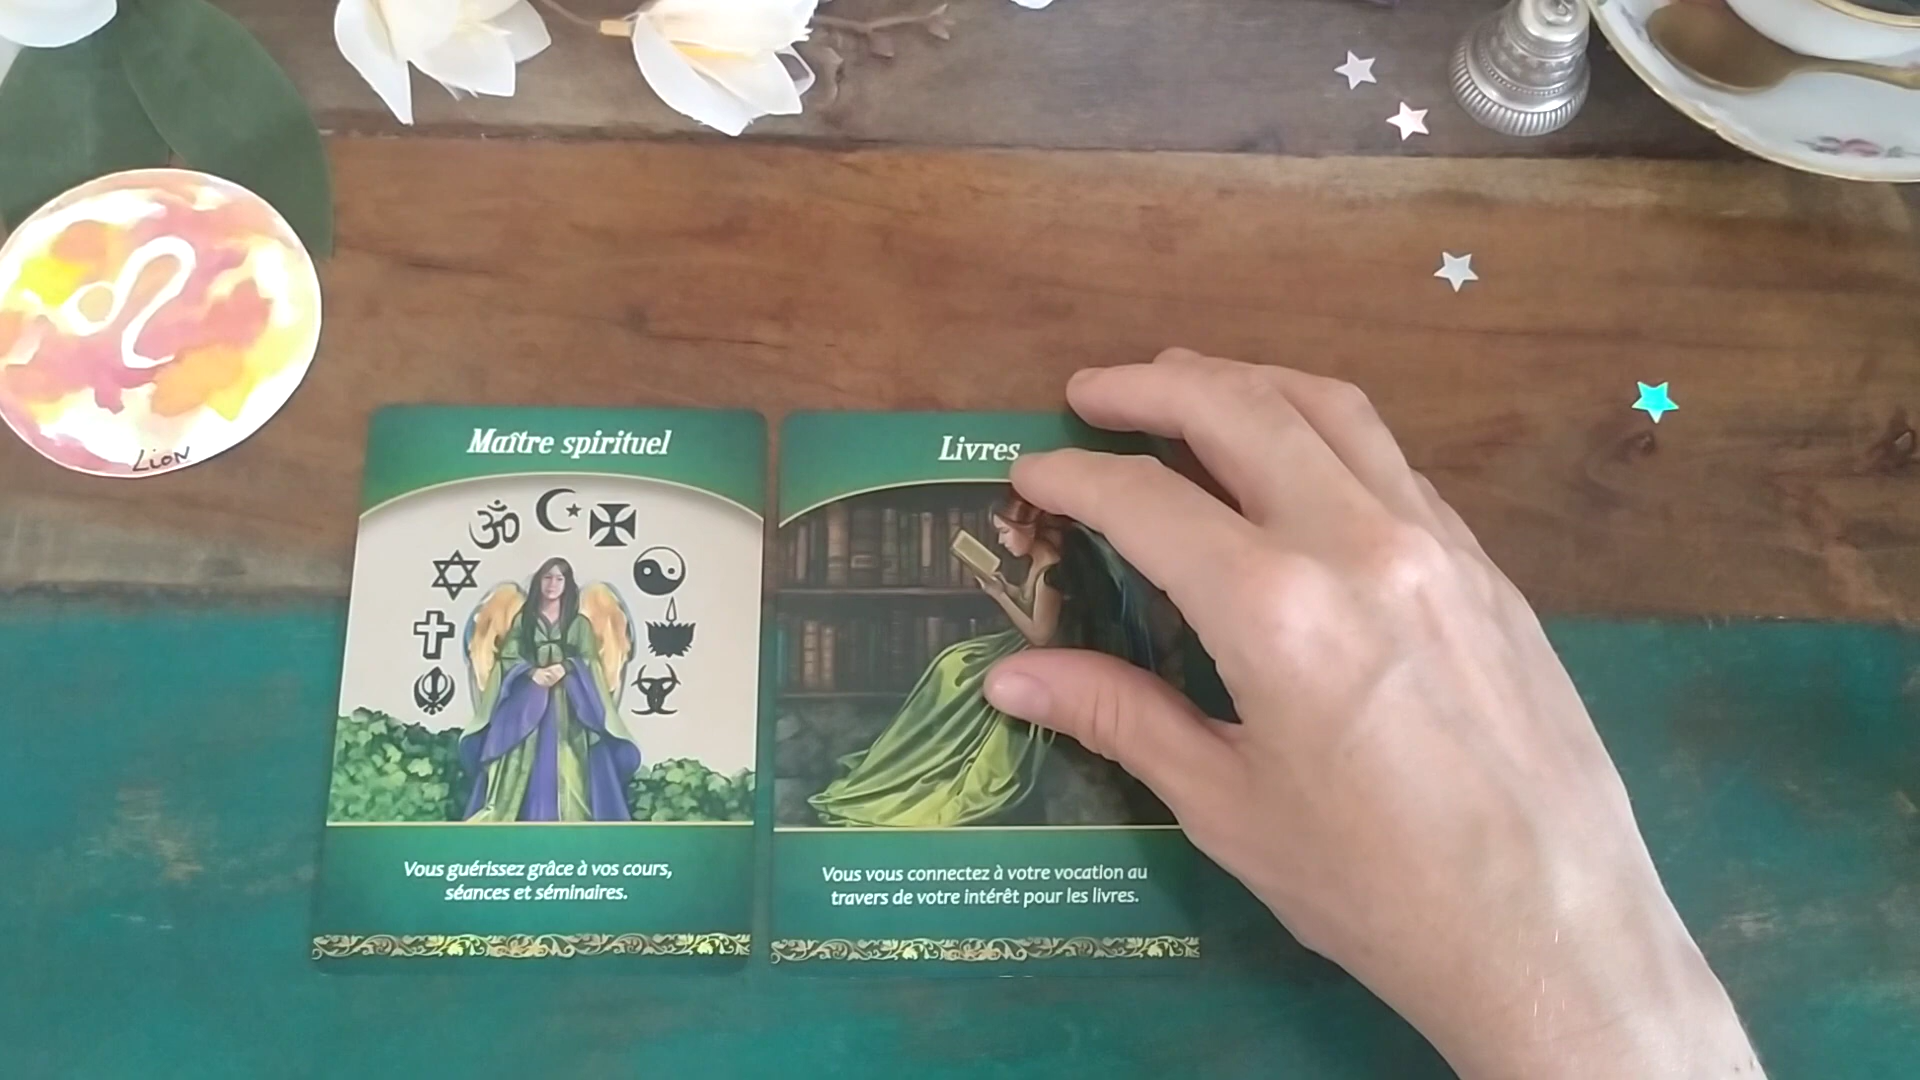 Lion
Maître spirituel
Vous guérissez grâce à vos cours,
séances et séminaires.
Livres
Vous vous connectez à votre vocation au
travers de votre intérêt pour les livres.